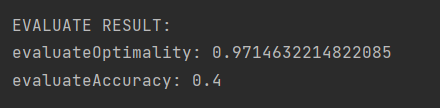 EVALUATE RESULT:
evaluateOptimality: 0.9714632214822085
evaluateAccuracy: 0.4